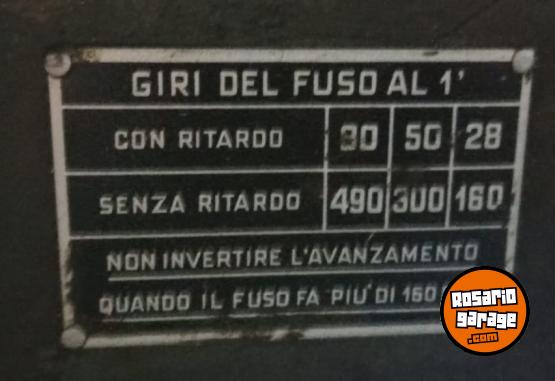 GIRI DEL FUSO AL 1'
CON RITARDO 80 50 28
SENZA RITARDO 490 300 160
NON INVERTIRE L'AVANZAMENTO
QUANDO IL FUSO FA PIU' DI 160
ROSARIO
garage
.com